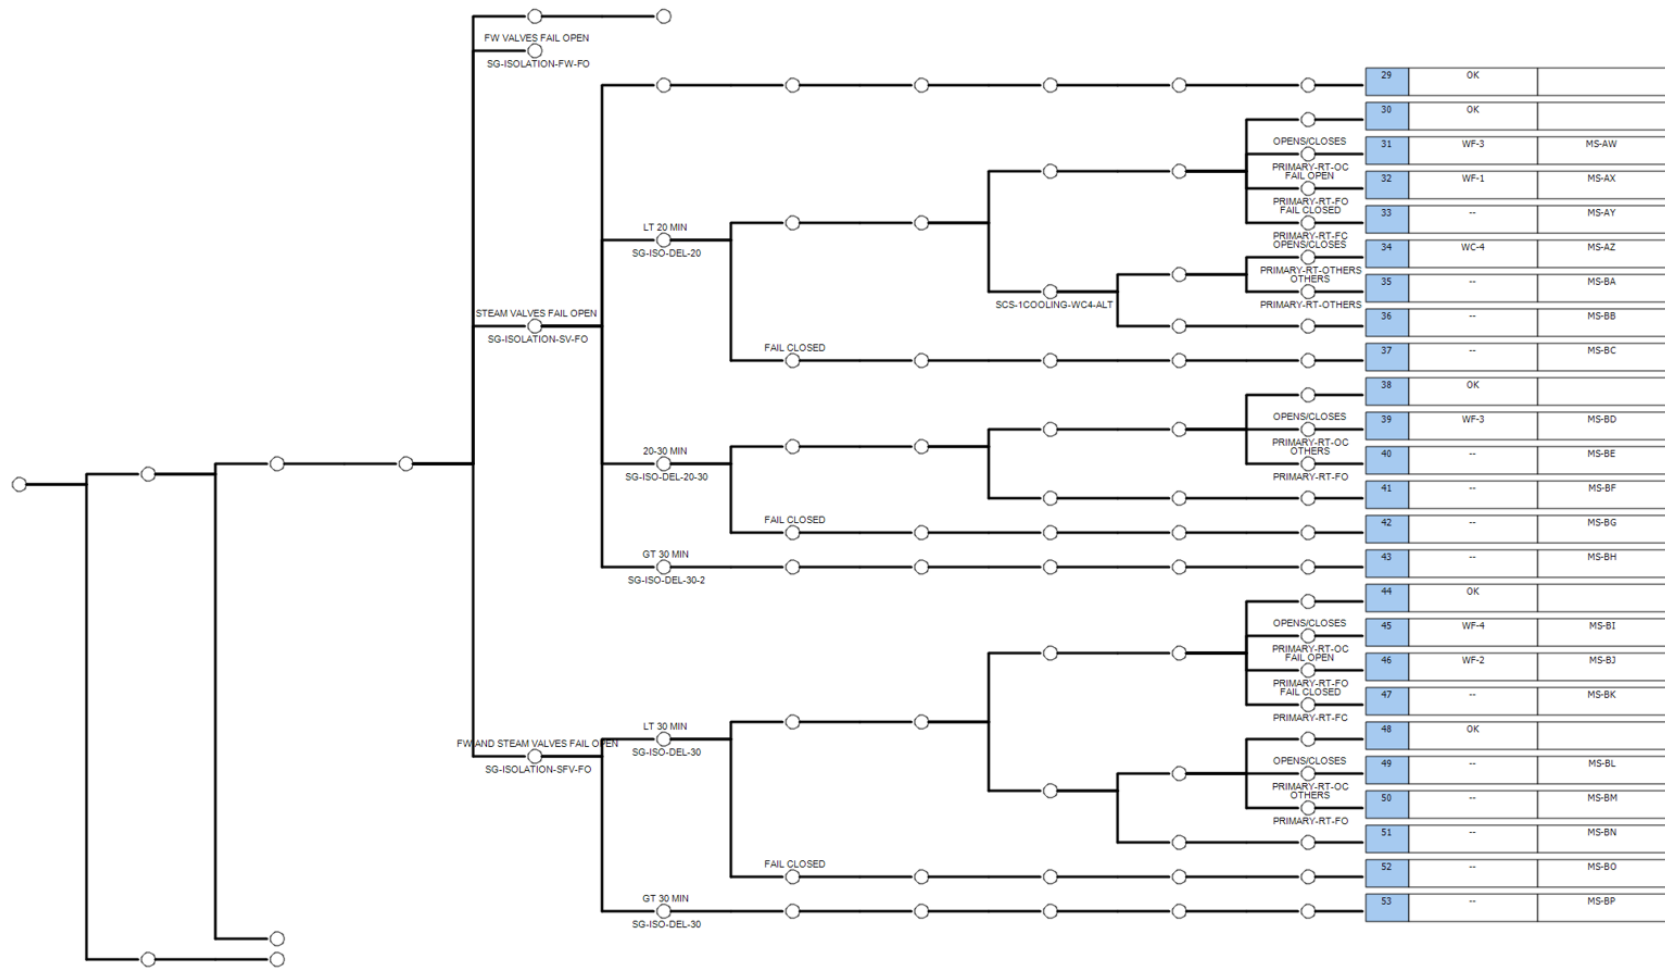 FW VALVES FAIL OPEN
SG-ISOLATION-FW-FO
29 OK
30 OK
OPENS/CLOSES
31 WF-3 MS-AW
PRIMARY-RT-OC
FAIL OPEN
32 WF-1 MS-AX
PRIMARY-RT-FO
FAIL CLOSED
33 -- MS-AY
LT 20 MIN
SG-ISO-DEL-20
PRIMARY-RT-FC
OPENS/CLOSES
34 WC-4 MS-AZ
PRIMARY-RT-OTHERS
OTHERS
35 -- MS-BA
SCS-1COOLING-WC4-ALT
PRIMARY-RT-OTHERS
STEAM VALVES FAIL OPEN
SG-ISOLATION-SV-FO
36 -- MS-BB
FAIL CLOSED
37 -- MS-BC
38 OK
OPENS/CLOSES
39 WF-3 MS-BD
PRIMARY-RT-OC
OTHERS
20-30 MIN
SG-ISO-DEL-20-30
40 -- MS-BE
PRIMARY-RT-FO
41 -- MS-BF
FAIL CLOSED
42 -- MS-BG
GT 30 MIN
SG-ISO-DEL-30-2
43 -- MS-BH
44 OK
OPENS/CLOSES
45 WF-4 MS-BI
PRIMARY-RT-OC
FAIL OPEN
46 WF-2 MS-BJ
PRIMARY-RT-FO
FAIL CLOSED
47 -- MS-BK
PRIMARY-RT-FC
LT 30 MIN
SG-ISO-DEL-30
48 OK
FW AND STEAM VALVES FAIL OPEN
SG-ISOLATION-SFV-FO
OPENS/CLOSES
49 -- MS-BL
PRIMARY-RT-OC
OTHERS
50 -- MS-BM
PRIMARY-RT-FO
51 -- MS-BN
FAIL CLOSED
52 -- MS-BO
GT 30 MIN
SG-ISO-DEL-30
53 -- MS-BP